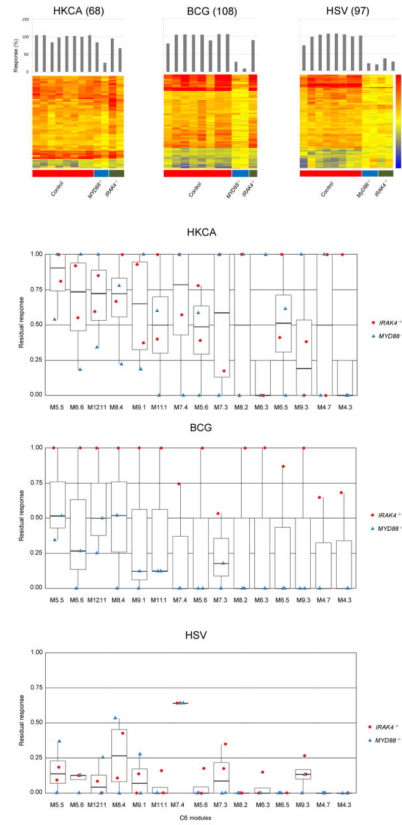 HKCA (68) BCG (108) HSV (97)
Response (%)
150
100
50
0
Control MYD88-/- IRAK4-/- Control MYD88-/- IRAK4-/- Control MyD88-/- IRAK4-/-
HKCA
Residual response
1.00
0.75
0.50
0.25
0.00
IRAK4-/-
MYD88-/-
M5.5 M6.6 M12.11 M8.4 M9.1 M11.1 M7.4 M5.6 M7.3 M8.2 M6.3 M6.5 M9.3 M4.7 M4.3
BCG
Residual response
1.00
0.75
0.50
0.25
0.00
IRAK4-/-
MYD88-/-
M5.5 M6.6 M12.11 M8.4 M9.1 M11.1 M7.4 M5.6 M7.3 M8.2 M6.3 M6.5 M9.3 M4.7 M4.3
HSV
Residual response
1.00
0.75
0.50
0.25
0.00
IRAK4-/-
MYD88-/-
M5.5 M6.6 M12.11 M8.4 M9.1 M11.1 M7.4 M5.6 M7.3 M8.2 M6.3 M6.5 M9.3 M4.7 M4.3
C6 modules